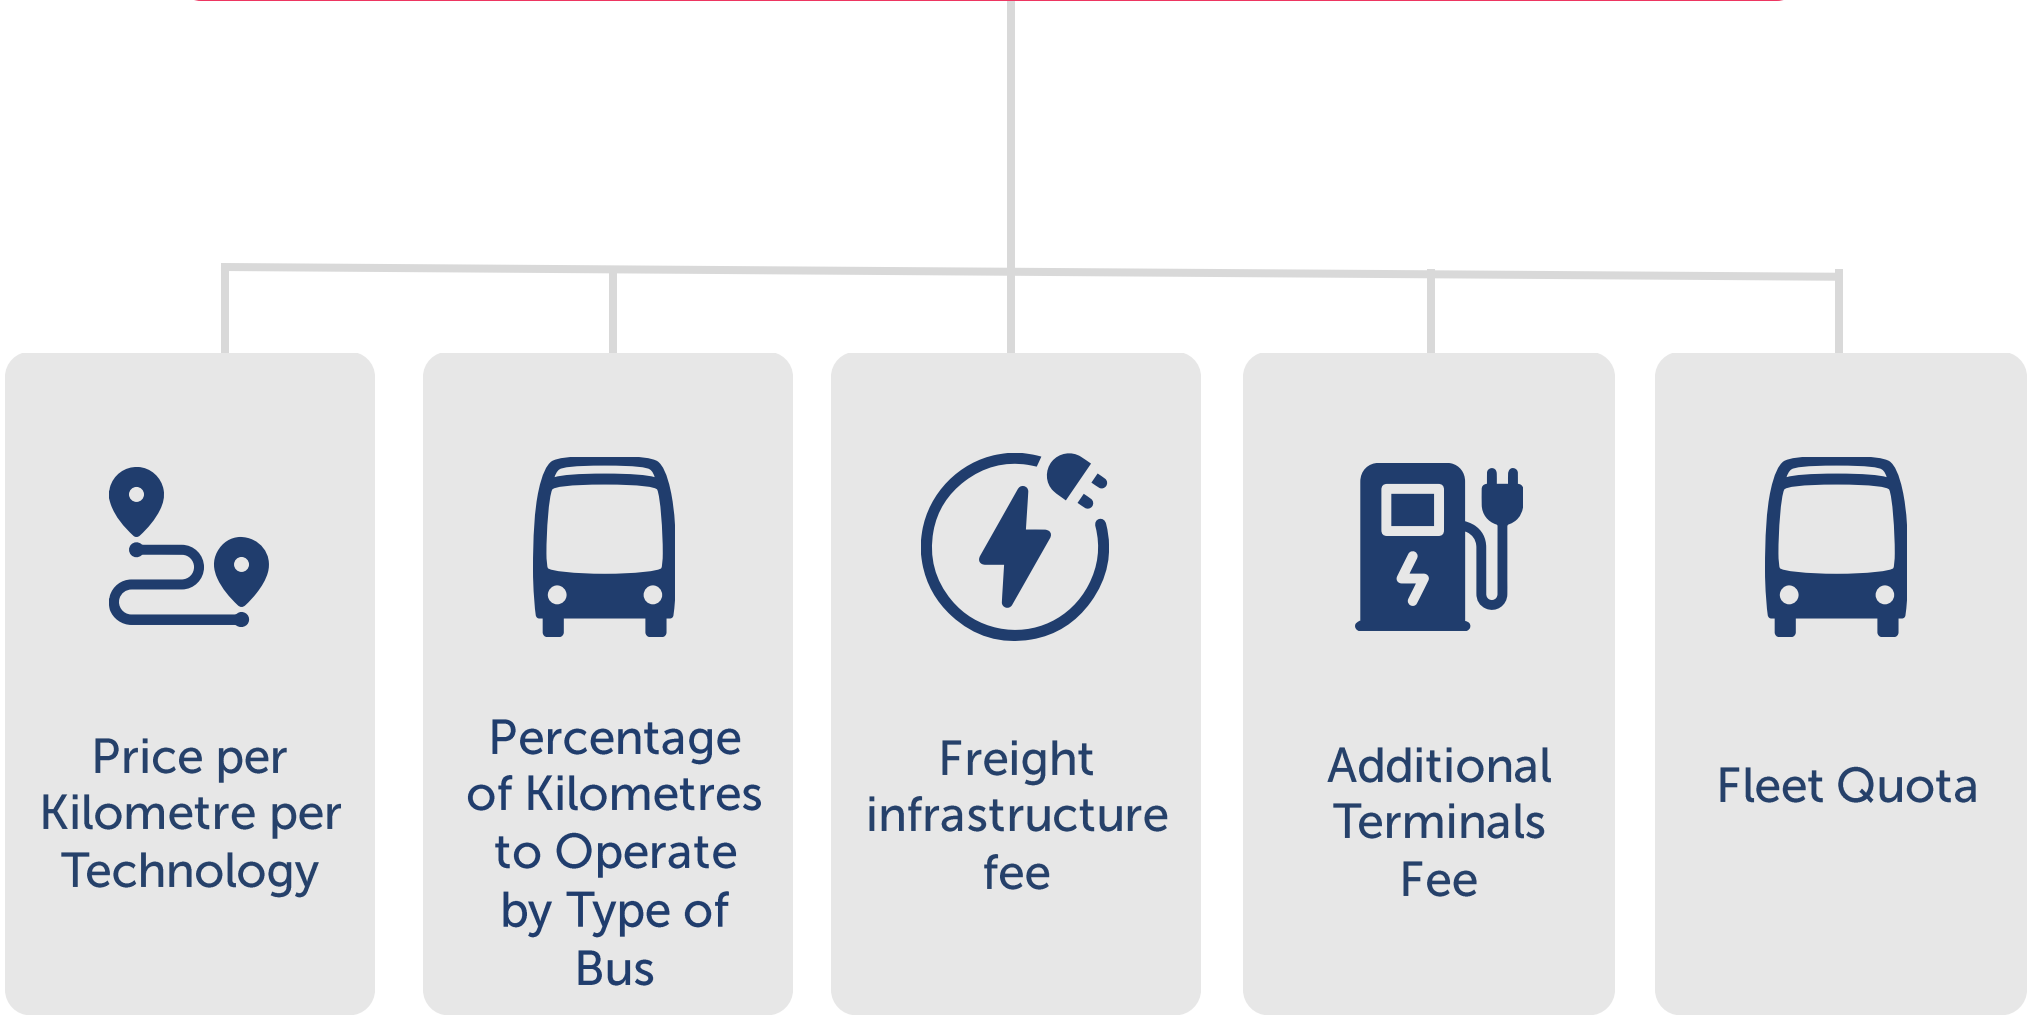 Price per
Kilometre per
Technology
Percentage
of Kilometres
to Operate
by Type of
Bus
Freight
infrastructure
fee
Additional
Terminals
Fee
Fleet Quota